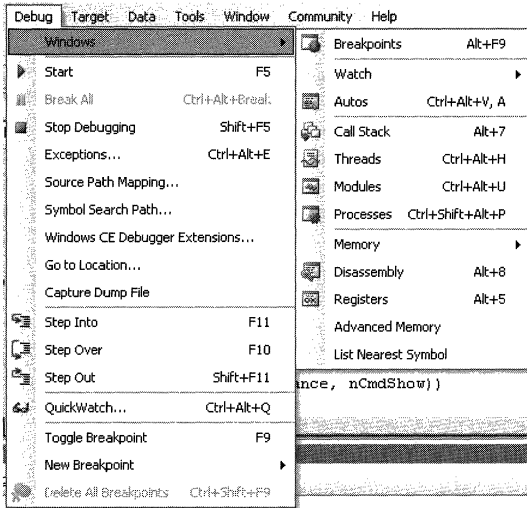 Debug Target Data Tools Window Community Help
Windows
Start F5
Break All Ctrl+Alt+Break
Stop Debugging Shift+F5
Exceptions... Ctrl+Alt+E
Source Path Mapping...
Symbol Search Path...
Windows CE Debugger Extensions...
Go to Location...
Capture Dump File
Step Into F11
Step Over F10
Step Out Shift+F11
QuickWatch... Ctrl+Alt+Q
Toggle Breakpoint F9
New Breakpoint
Delete All Breakpoints Ctrl+Shift+F9
Breakpoints Alt+F9
Watch
Autos Ctrl+Alt+V, A
Call Stack Alt+7
Threads Ctrl+Alt+H
Modules Ctrl+Alt+U
Processes Ctrl+Shift+Alt+P
Memory
Disassembly Alt+8
Registers Alt+5
Advanced Memory
List Nearest Symbol
ance, nCmdShow))